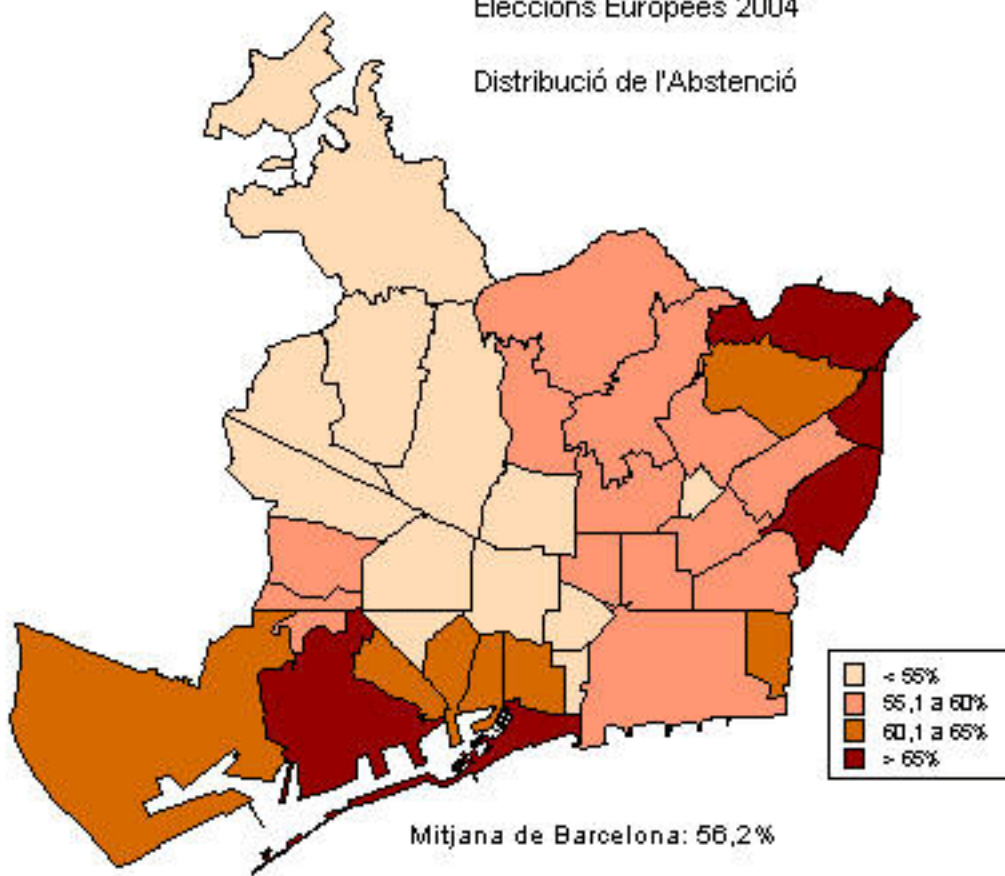 Eleccions Europees 2004
Distribució de l'Abstenció
< 55%
55,1 a 60%
60,1 a 65%
> 65%
Mitjana de Barcelona: 56,2%